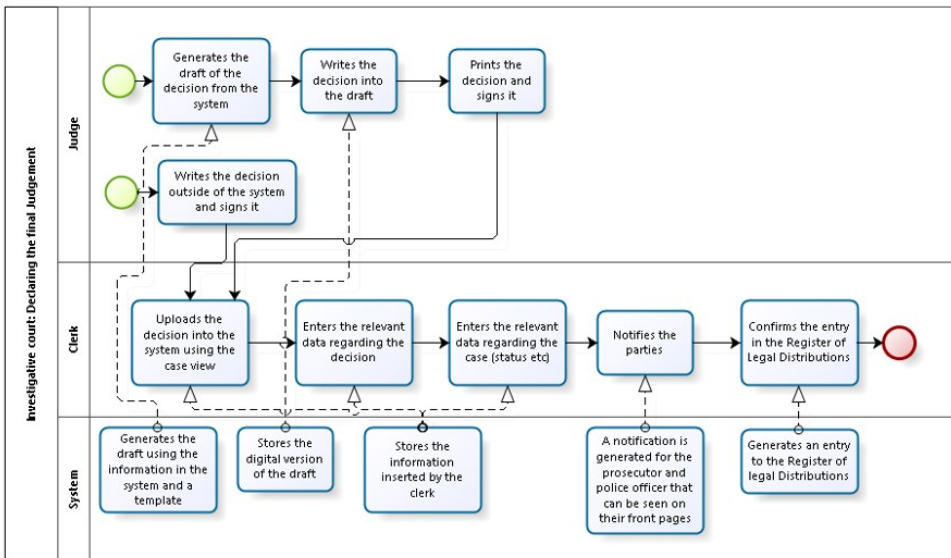 Investigative court: Declaring the final Judgement
Judge
Generates the
draft of the
decision from the
system
Writes the
decision into
the draft
Prints the
decision and
signs it
Writes the decision
outside of the system
and signs it
Clerk
Uploads the
decision into the
system using the
case view
Enters the relevant
data regarding the
decision
Enters the relevant
data regarding the
case (status etc)
Notifies the
parties
Confirms the entry
in the Register of
Legal Distributions
System
Generates the
draft using the
information in the
system and a
template
Stores the
digital version
of the draft
Stores the
information
inserted by the
clerk
A notification is
generated for the
prosecutor and
police officer that
can be seen on
their front pages
Generates an entry
to the Register of
legal Distributions